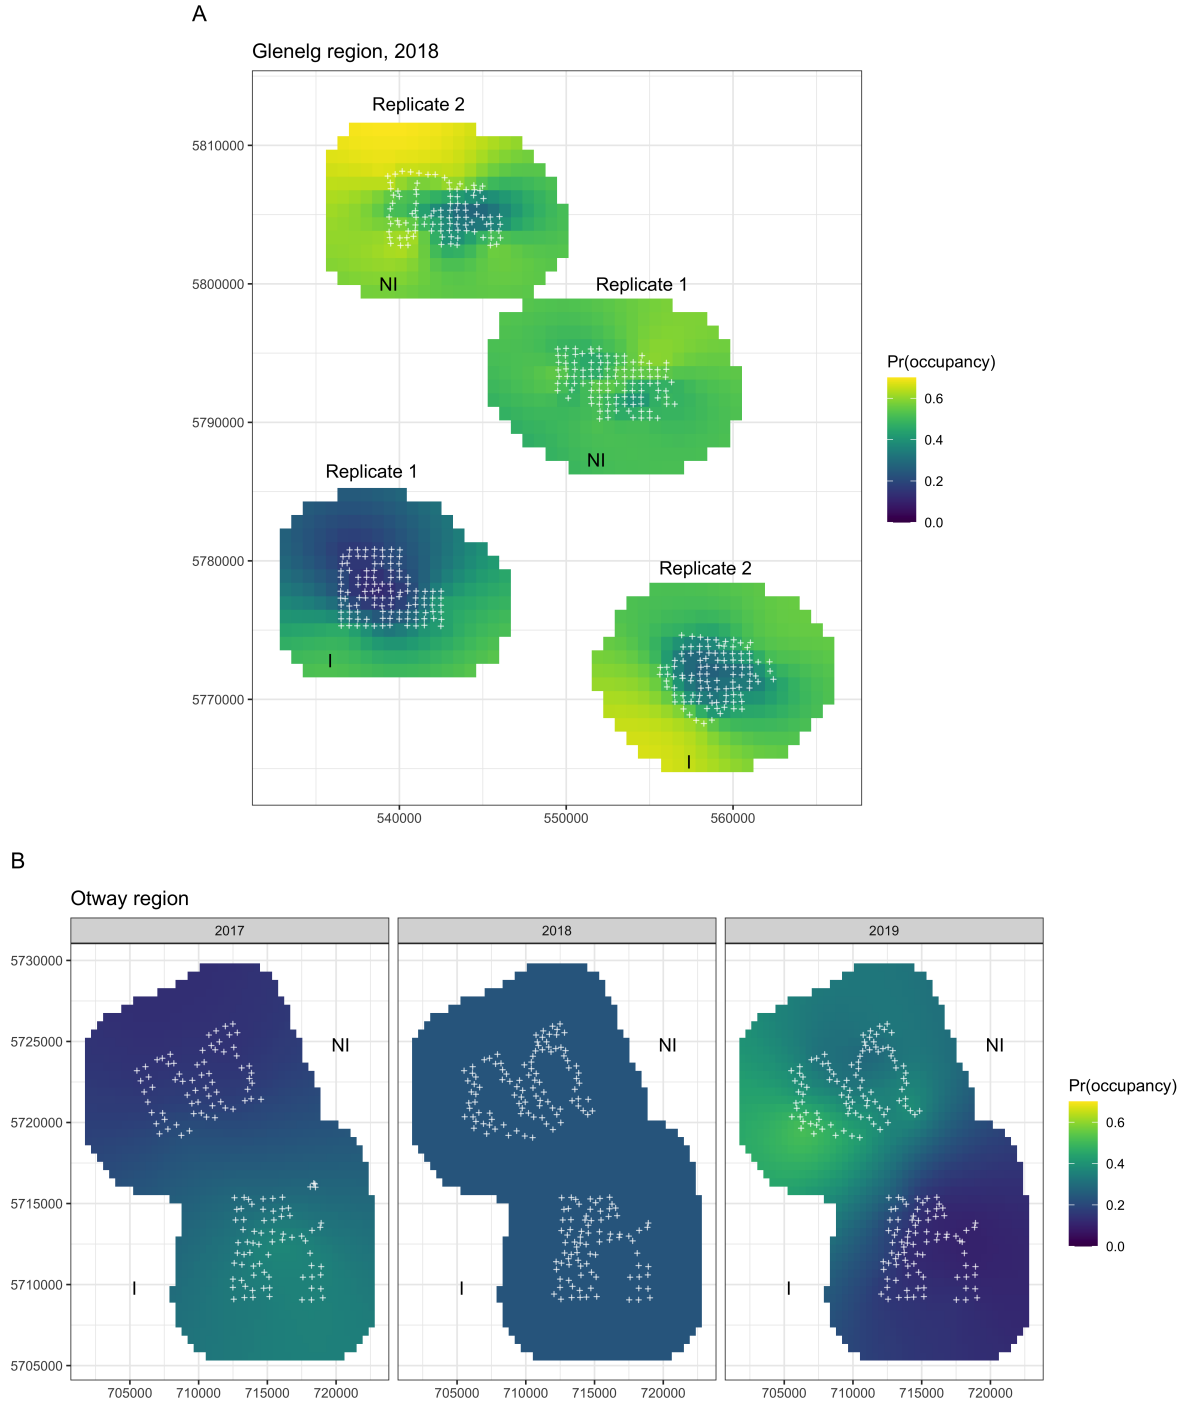 A
Glenelg region, 2018
Replicate 2
5810000
5800000
NI
Replicate 1
Pr(occupancy)
0.6
0.4
0.2
0.0
5790000
NI
Replicate 1
5780000
Replicate 2
I
5770000
I
540000 550000 560000
B
Otway region
2017 2018 2019
5730000
5725000
NI NI NI
5720000
5715000
5710000
5705000
I I I
Pr(occupancy)
0.6
0.4
0.2
0.0
705000 710000 715000 720000 705000 710000 715000 720000 705000 710000 715000 720000